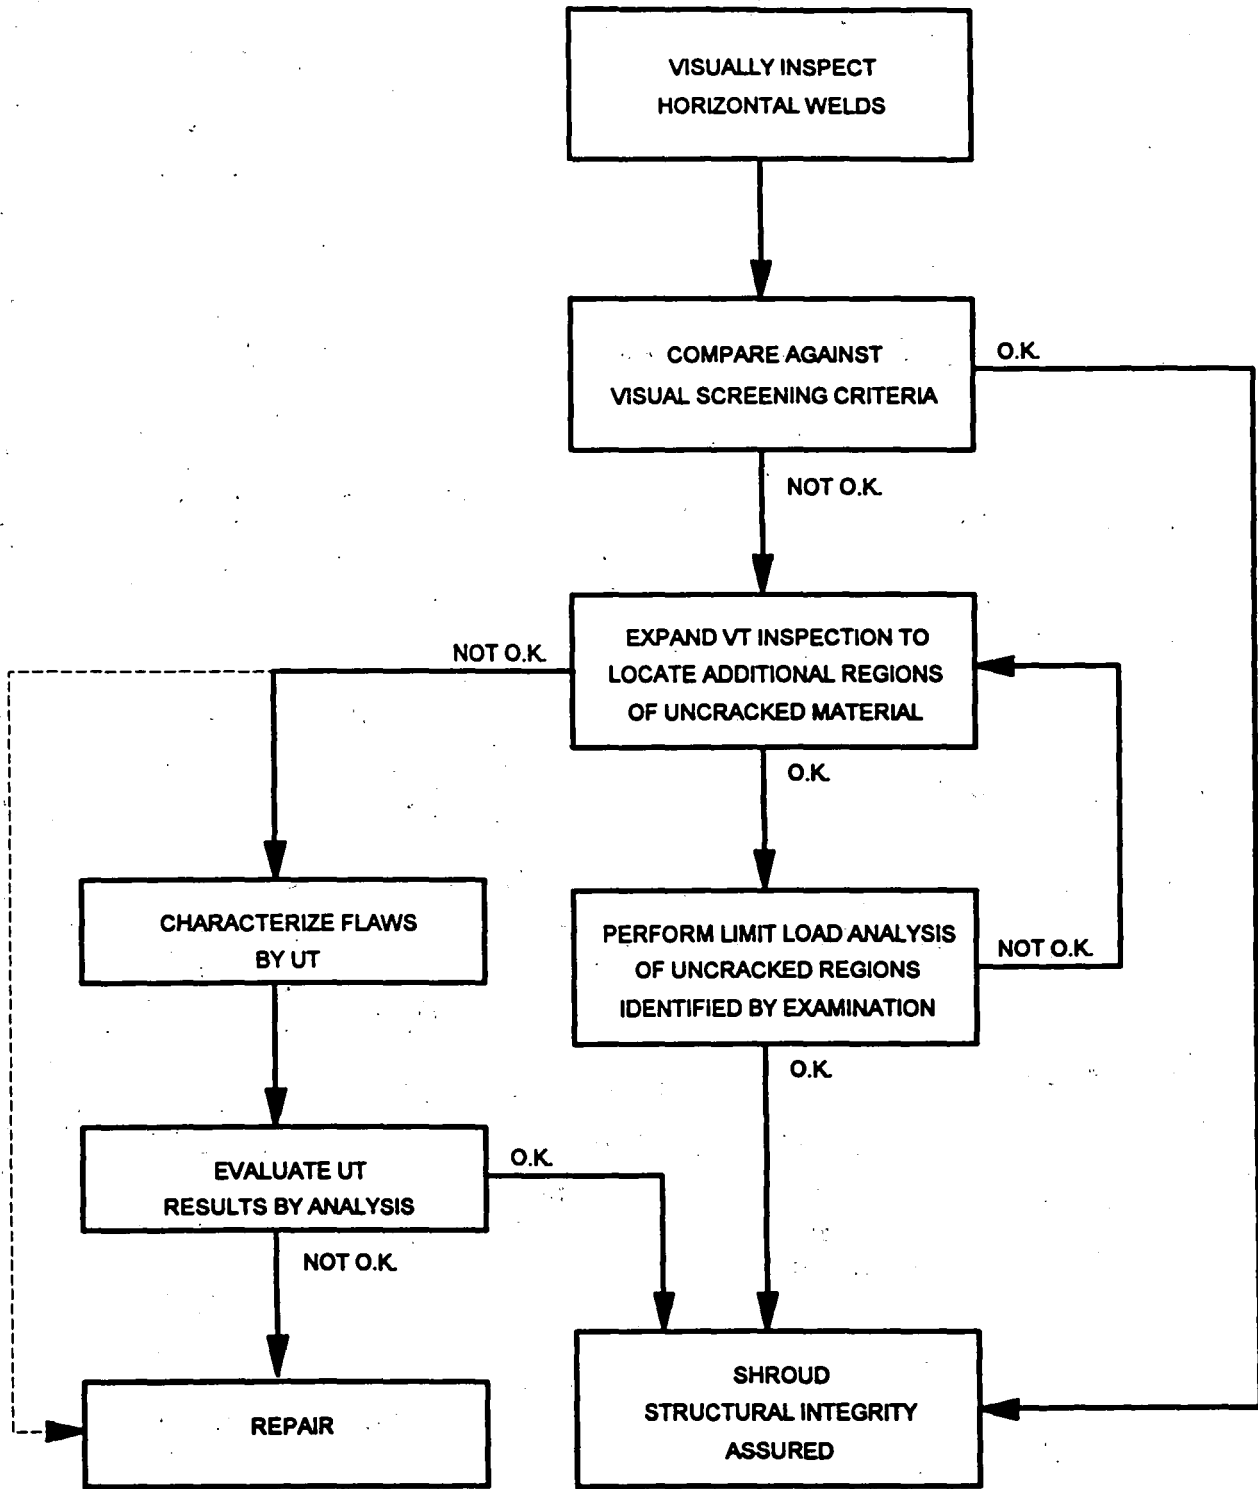 VISUALLY INSPECT
HORIZONTAL WELDS
COMPARE AGAINST
VISUAL SCREENING CRITERIA
O.K.
NOT O.K.
EXPAND VT INSPECTION TO
LOCATE ADDITIONAL REGIONS
OF UNCRACKED MATERIAL
NOT O.K.
O.K.
CHARACTERIZE FLAWS
BY UT
PERFORM LIMIT LOAD ANALYSIS
OF UNCRACKED REGIONS
IDENTIFIED BY EXAMINATION
NOT O.K.
O.K.
EVALUATE UT
RESULTS BY ANALYSIS
O.K.
NOT O.K.
REPAIR
SHROUD
STRUCTURAL INTEGRITY
ASSURED